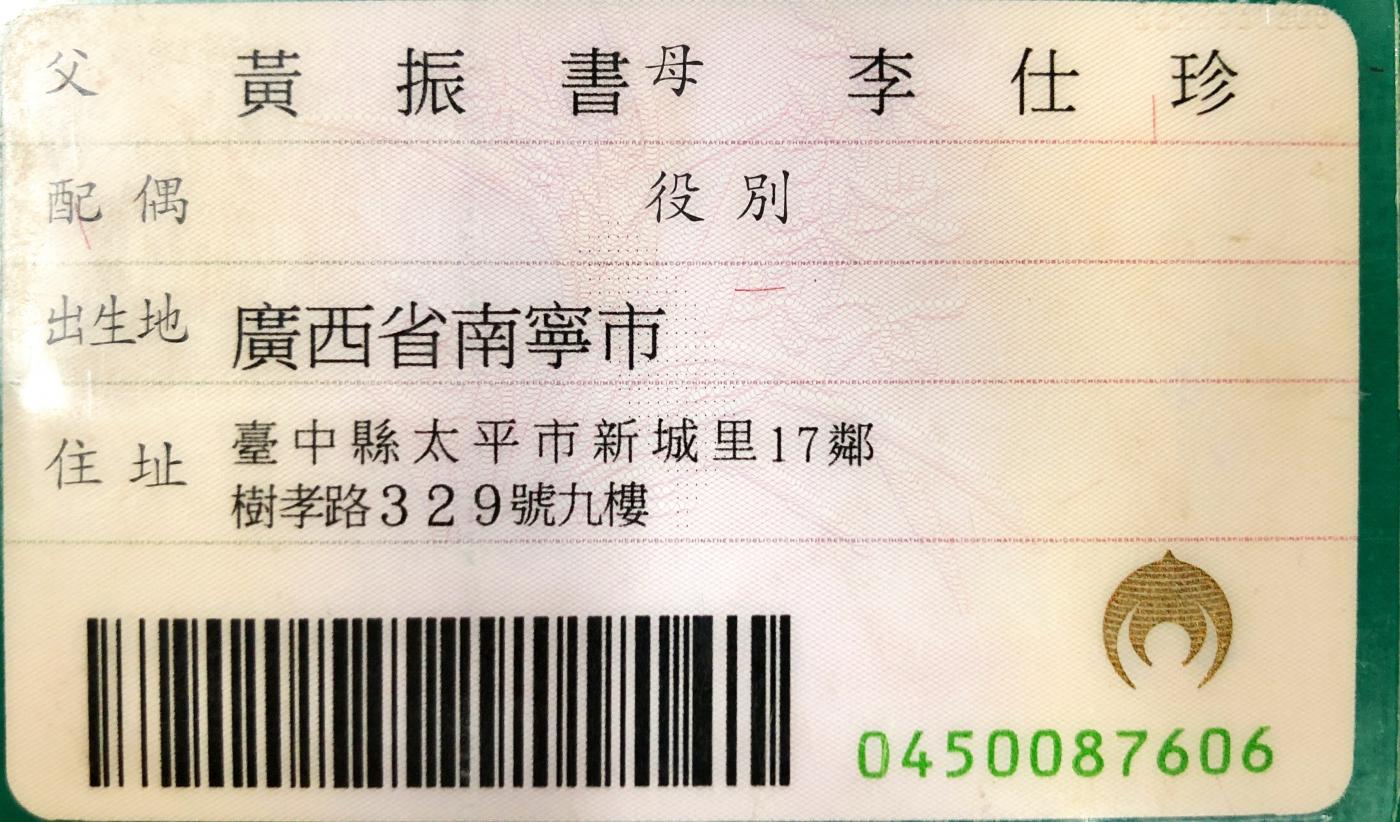 父 黃振書 母 李仕珍
配偶 役別
出生地 廣西省南寧市
住址 臺中縣太平市新城里17鄰
樹孝路329號九樓
0450087606